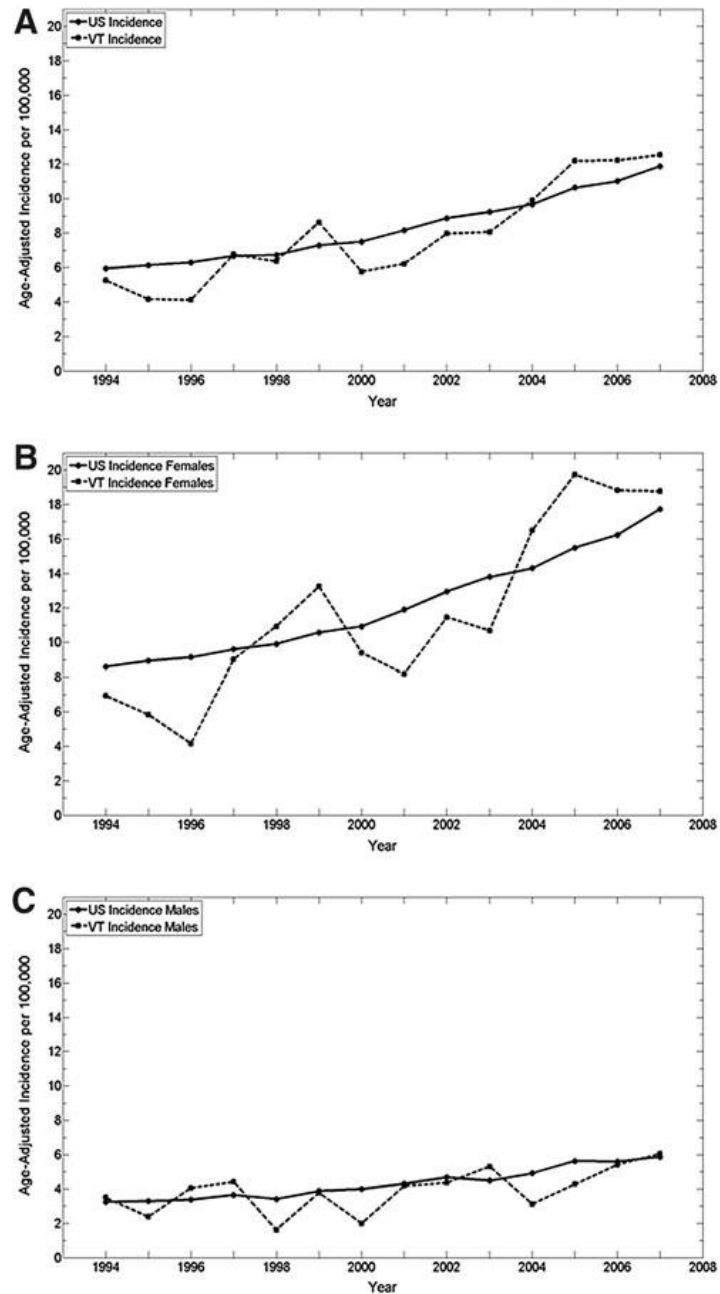 A
US Incidence
VT Incidence
Age-Adjusted Incidence per 100,000
20
18
16
14
12
10
8
6
4
2
0
1994 1996 1998 2000 2002 2004 2006 2008
Year
B
US Incidence Females
VT Incidence Females
Age-Adjusted Incidence per 100,000
20
18
16
14
12
10
8
6
4
2
0
1994 1996 1998 2000 2002 2004 2006 2008
Year
C
US Incidence Males
VT Incidence Males
Age-Adjusted Incidence per 100,000
20
18
16
14
12
10
8
6
4
2
0
1994 1996 1998 2000 2002 2004 2006 2008
Year